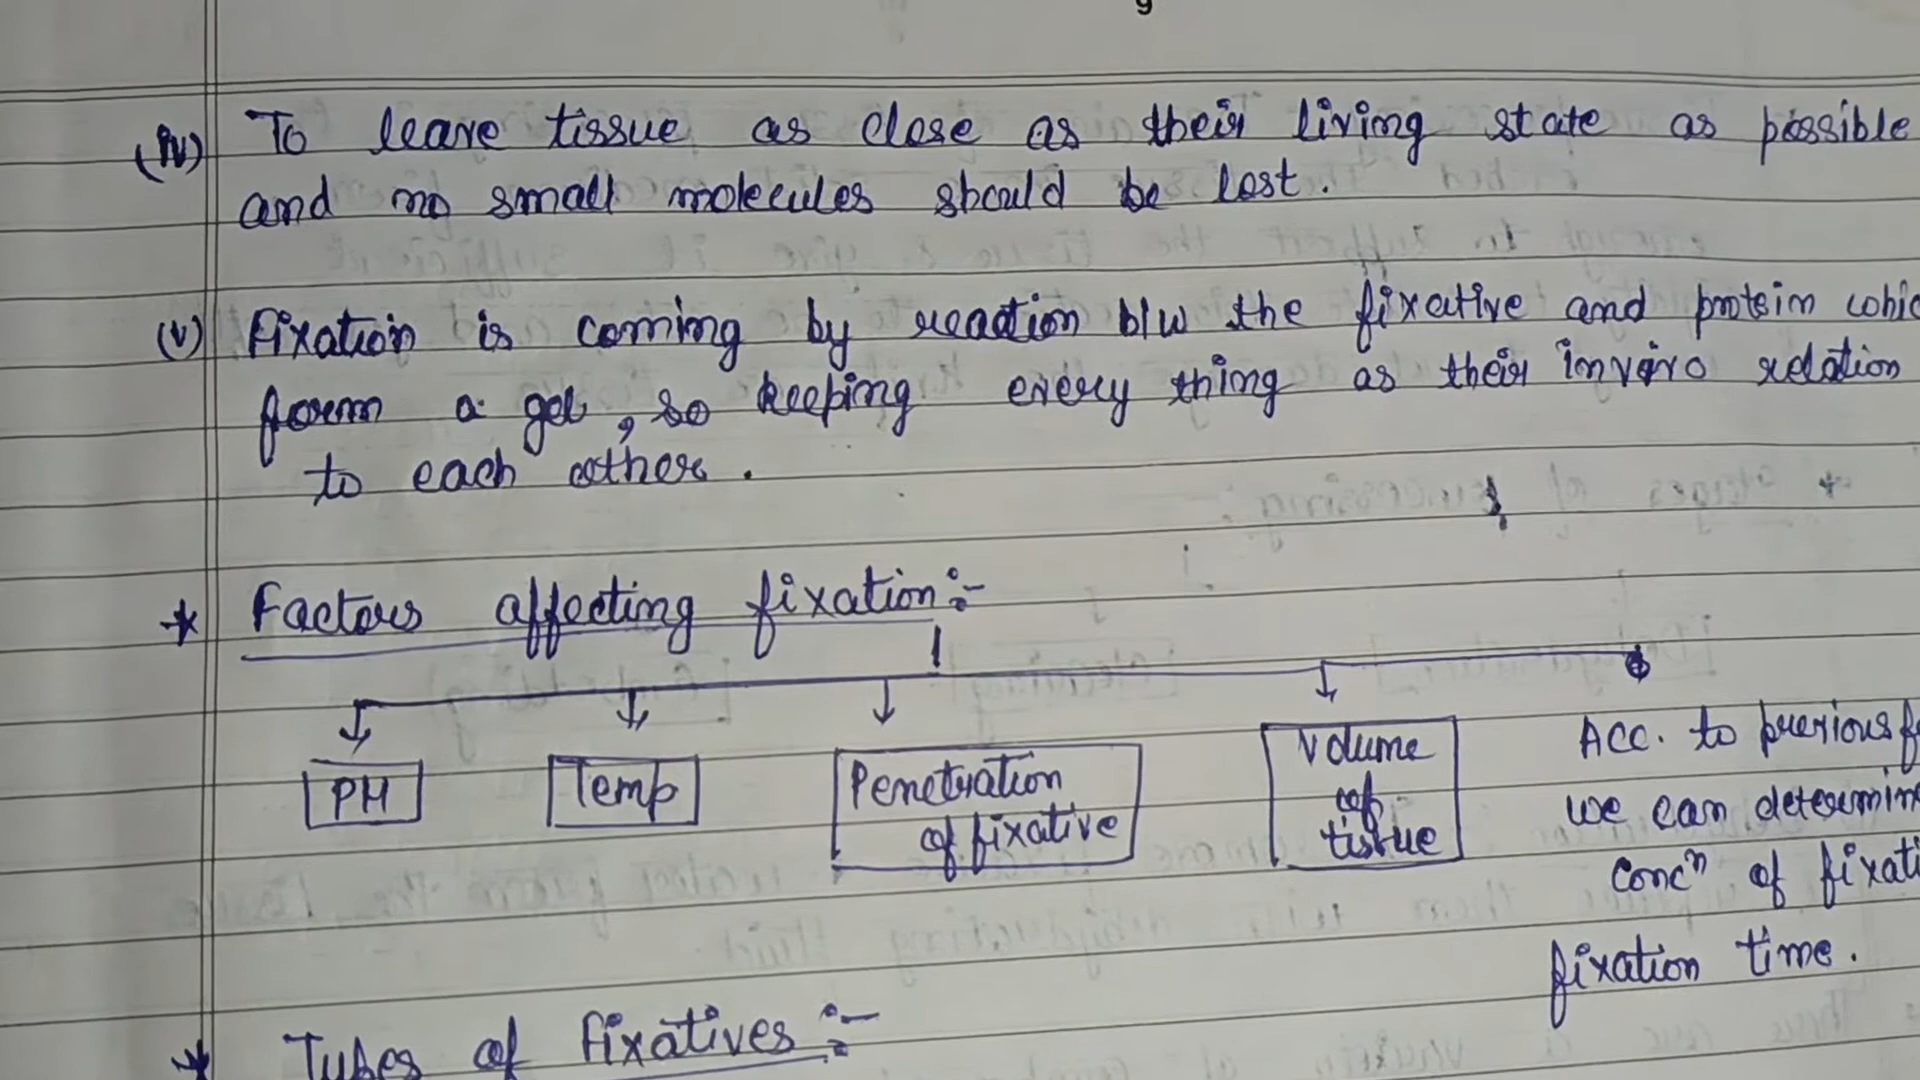 9
(iv) To leave tissue as close as their living state as possible
and no small molecules should be lost.
(v) Fixation is coming by reaction b/w the fixative and protein whic
form a gel, so keeping every thing as their invivo relation
to each other.
* Factors affecting fixation:-
PH
Temp
Penetration
of fixative
Volume
of
tissue
Acc. to previous f
we can determin
concn of fixati
fixation time.
* Types of fixatives:-